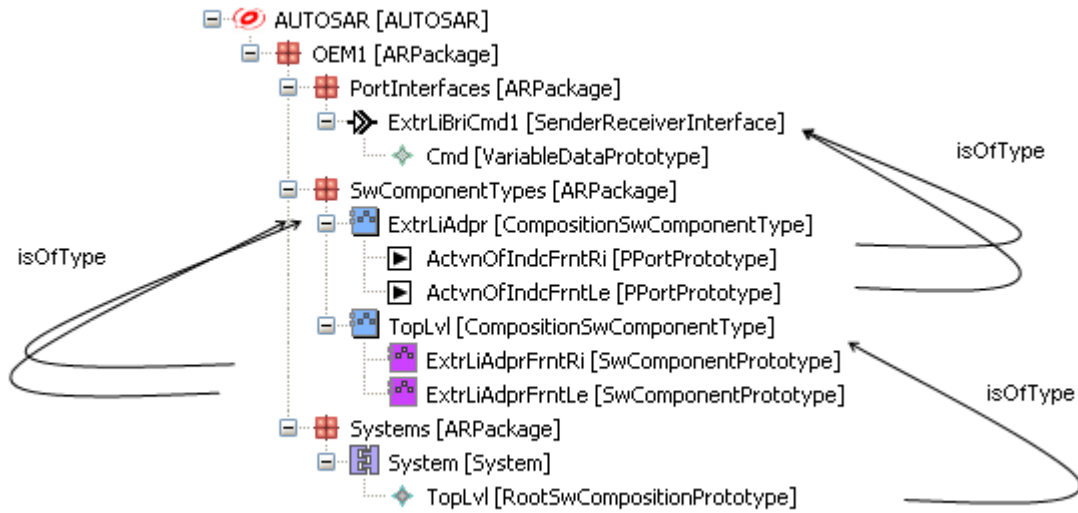 AUTOSAR [AUTOSAR]
OEM1 [ARPackage]
PortInterfaces [ARPackage]
ExtrLiBriCmd1 [SenderReceiverInterface]
Cmd [VariableDataPrototype]
isOfType
SwComponentTypes [ARPackage]
ExtrLiAdpr [CompositionSwComponentType]
isOfType
ActvnOfIndcFrntRi [PPortPrototype]
ActvnOfIndcFrntLe [PPortPrototype]
TopLvl [CompositionSwComponentType]
ExtrLiAdprFrntRi [SwComponentPrototype]
ExtrLiAdprFrntLe [SwComponentPrototype]
isOfType
Systems [ARPackage]
System [System]
TopLvl [RootSwCompositionPrototype]